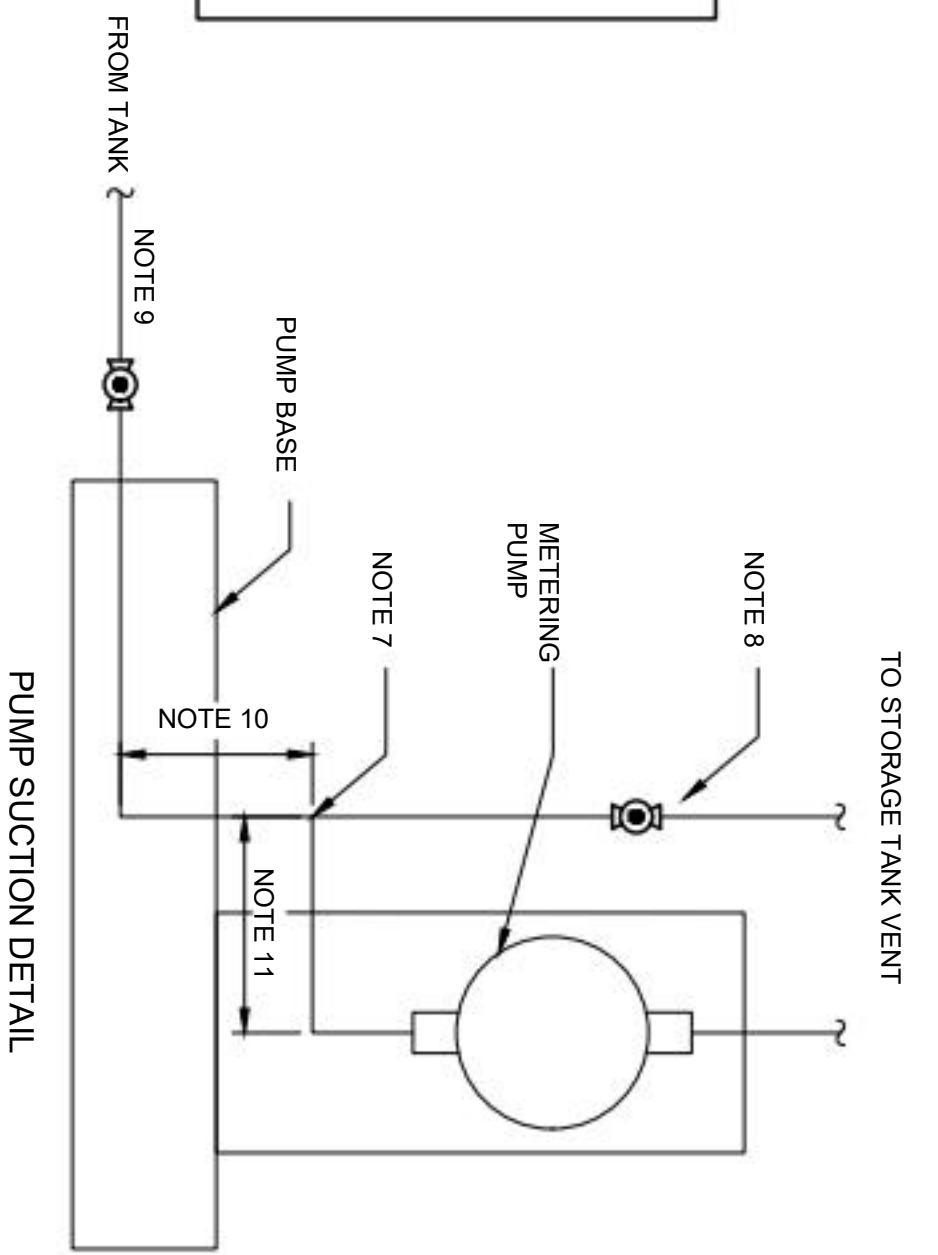 TO STORAGE TANK VENT
NOTE 8
METERING
PUMP
NOTE 7
NOTE 10
NOTE 11
PUMP BASE
FROM TANK
NOTE 9
PUMP SUCTION DETAIL